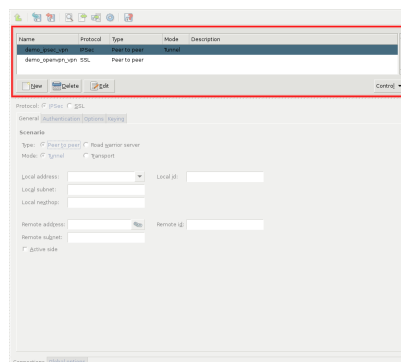 Name Protocol Type Mode Description
demo_ipsec_vpn IPSec Peer to peer Tunnel
demo_openvpn_vpn SSL Peer to peer
New Delete Edit Control
Protocol: IPSec SSL
General Authentication Options Keying
Scenario
Type: Peer to peer Road warrior server
Mode: Tunnel Transport
Local address: Local id:
Local subnet:
Local nexthop:
Remote address: Remote id:
Remote subnet:
Active side
Connections